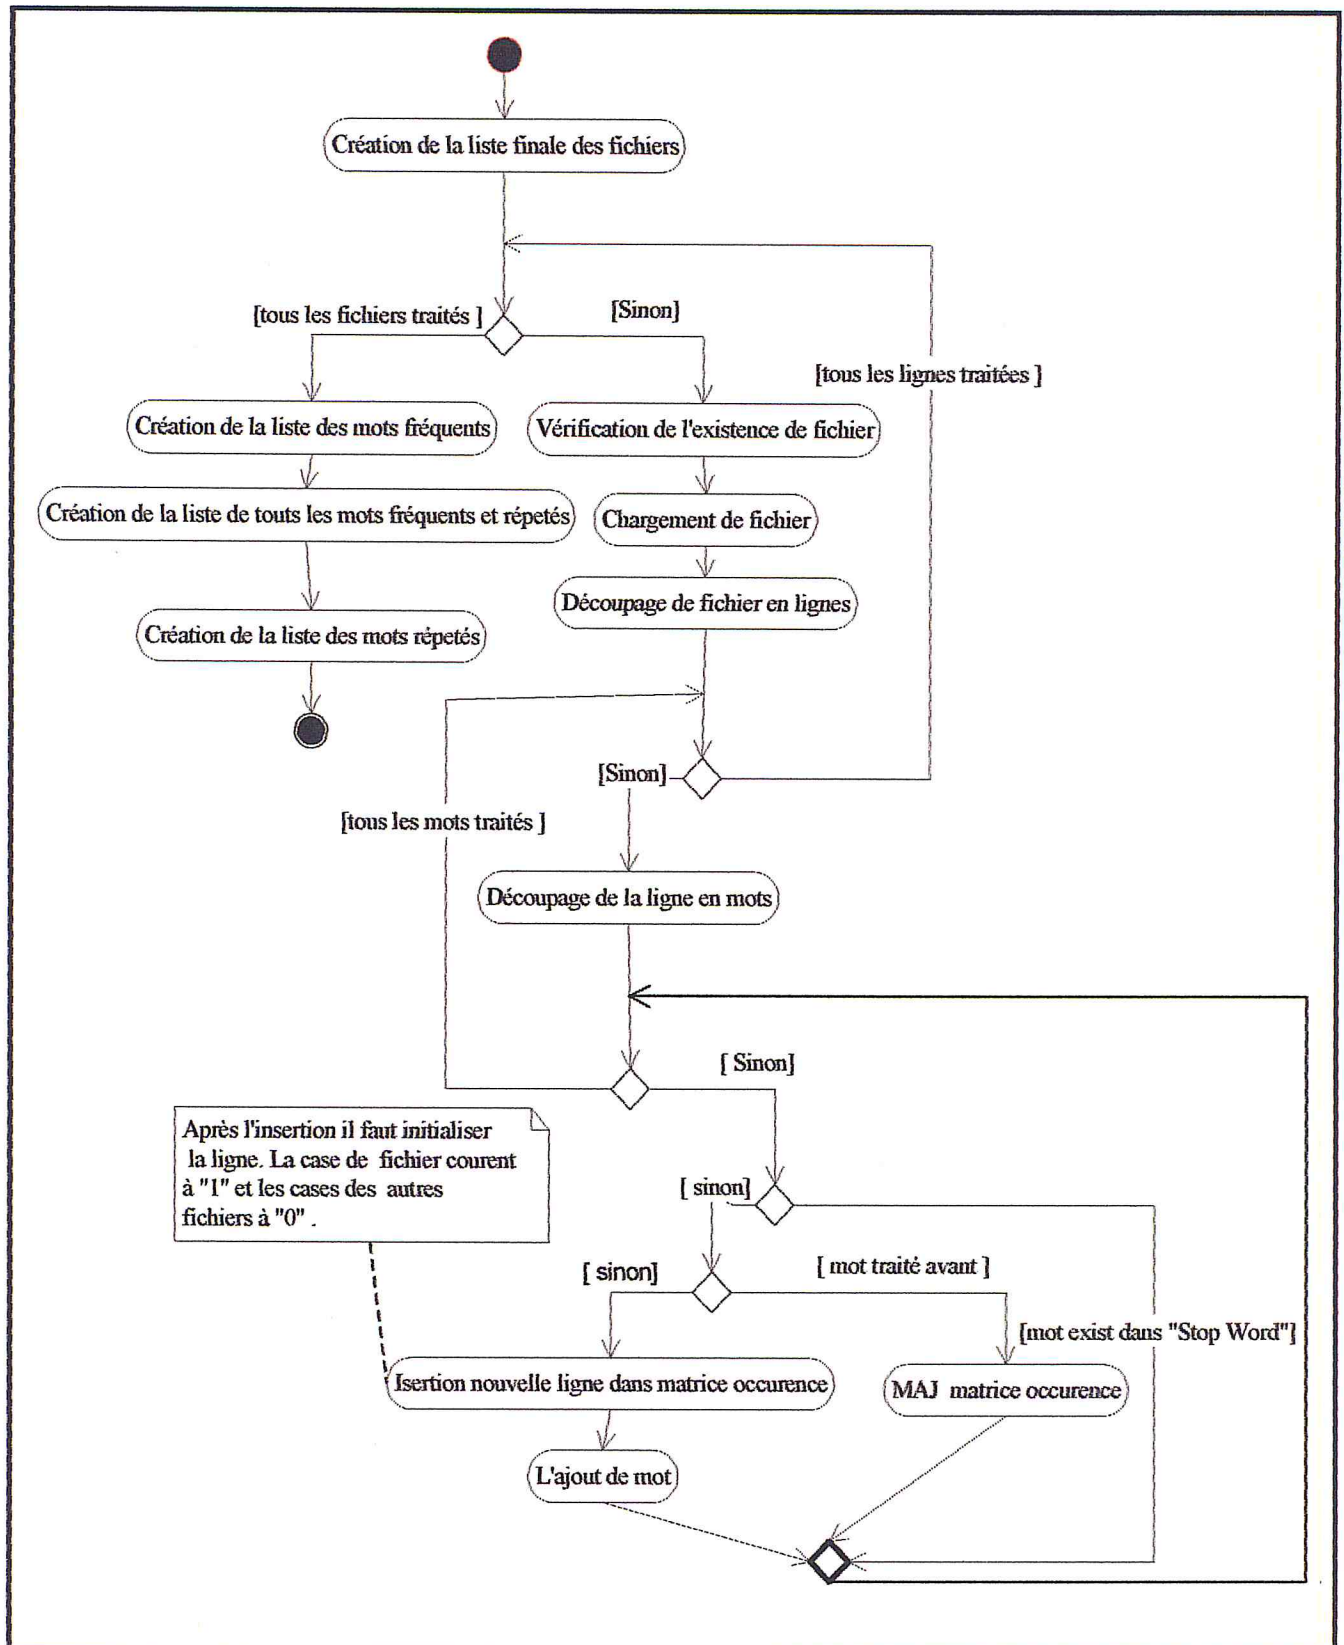 Création de la liste finale des fichiers
[tous les fichiers traités ]
[Sinon]
[tous les lignes traitées ]
Création de la liste des mots fréquents
Vérification de l'existence de fichier
Création de la liste de touts les mots fréquents et répetés
Chargement de fichier
Découpage de fichier en lignes
Création de la liste des mots répetés
[Sinon]
[tous les mots traités ]
Découpage de la ligne en mots
[ Sinon]
Après l'insertion il faut initialiser
la ligne. La case de fichier courent
à "1" et les cases des autres
fichiers à "0" .
[ sinon]
[ sinon]
[ mot traité avant ]
[mot exist dans "Stop Word"]
Isertion nouvelle ligne dans matrice occurence
MAJ matrice occurence
L'ajout de mot